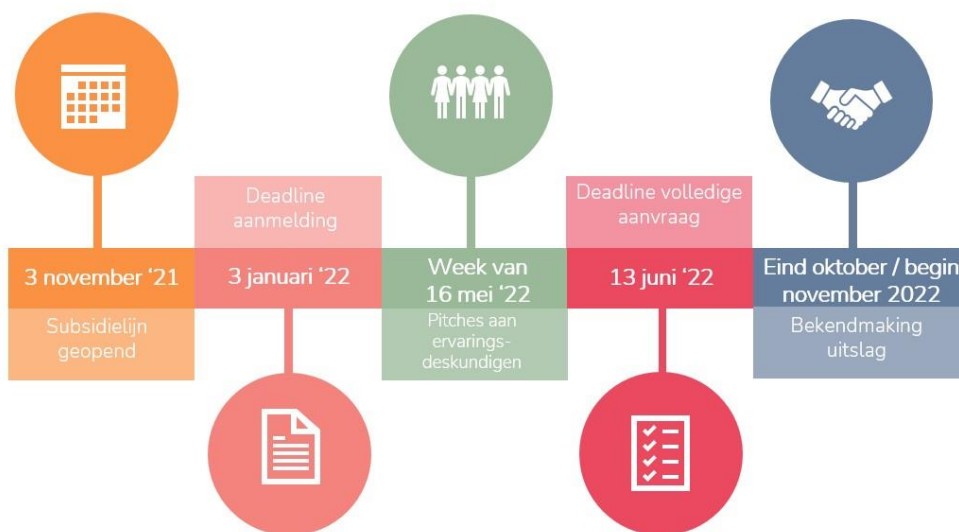 3 november ‘21
Subsidielijn
geopend
Deadline
aanmelding
3 januari ‘22
Week van
16 mei ‘22
Pitches aan
ervarings-
deskundigen
Deadline volledige
aanvraag
13 juni ‘22
Eind oktober / begin
november 2022
Bekendmaking
uitslag